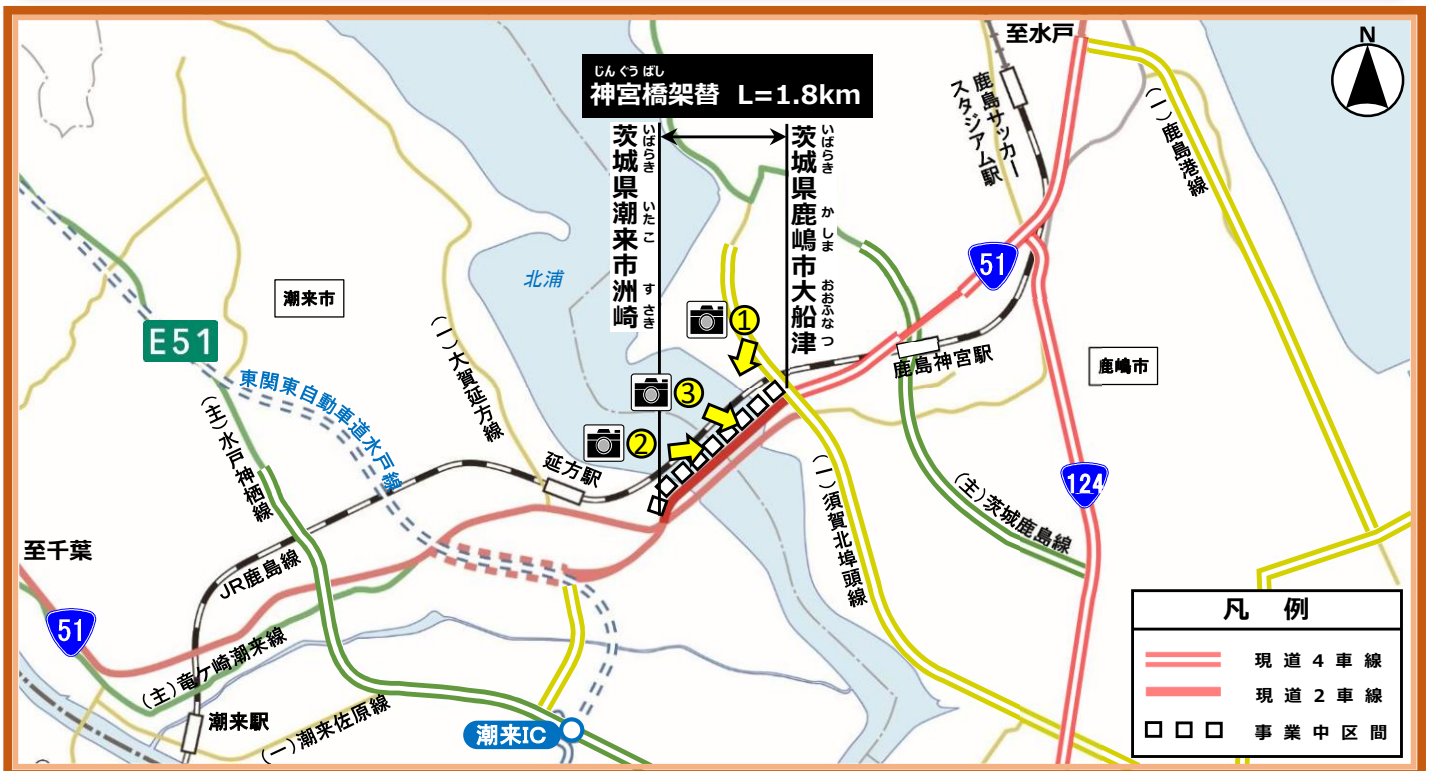 じんぐうばし
神宮橋架替 L=1.8km
至水戸
N
鹿島サッカー
スタジアム駅
(一)鹿島港線
いばらき いたこ すさき
茨城県潮来市洲崎
いばらき かしま おおふなつ
茨城県鹿嶋市大船津
51
北浦
潮来市
E51
①
③
②
鹿島神宮駅
鹿嶋市
東関東自動車道水戸線
(一)大賀延方線
(主)水戸神栖線
延方駅
124
(主)茨城鹿島線
(一)須賀北埠頭線
至千葉
JR鹿島線
51
(主)竜ケ崎潮来線
潮来駅
(一)潮来佐原線
潮来IC
凡例
現道4車線
現道2車線
事業中区間